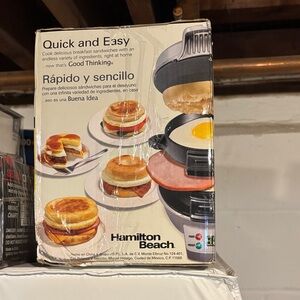 Quick and Easy
Cook delicious breakfast sandwiches with an
endless variety of ingredients, right at home
now that's Good Thinking.
Rápido y sencillo
Prepare deliciosos sándwiches para el desayuno
con una infinita variedad de ingredientes, en casa
eso es una Buena Idea
Hamilton
Beach